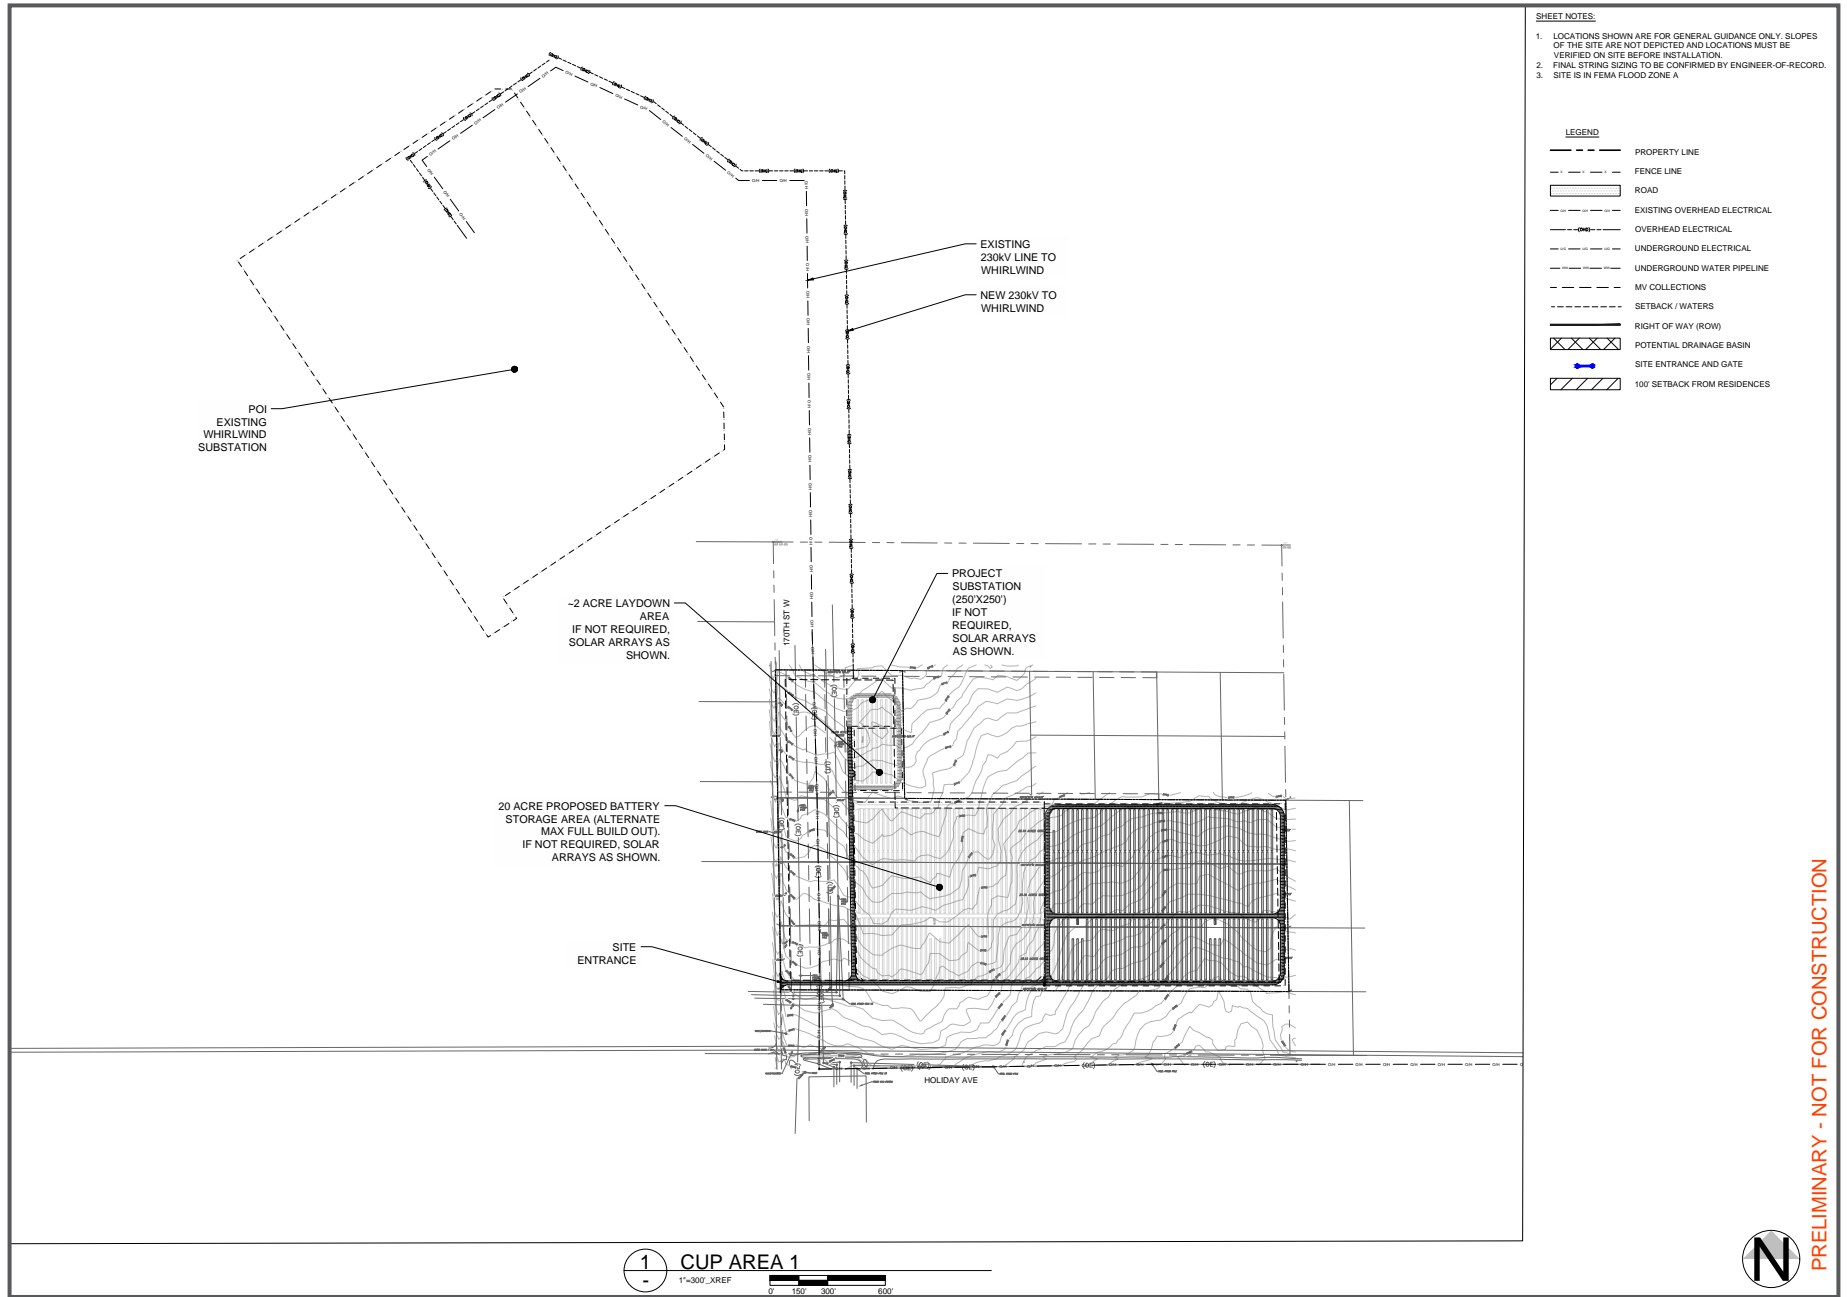 SHEET NOTES:
1. LOCATIONS SHOWN ARE FOR GENERAL GUIDANCE ONLY. SLOPES
OF THE SITE ARE NOT DEPICTED AND LOCATIONS MUST BE
VERIFIED ON SITE BEFORE INSTALLATION.
2. FINAL STRING SIZING TO BE CONFIRMED BY ENGINEER-OF-RECORD.
3. SITE IS IN FEMA FLOOD ZONE A
LEGEND
PROPERTY LINE
FENCE LINE
ROAD
EXISTING OVERHEAD ELECTRICAL
OVERHEAD ELECTRICAL
UNDERGROUND ELECTRICAL
UNDERGROUND WATER PIPELINE
MV COLLECTIONS
SETBACK / WATERS
RIGHT OF WAY (ROW)
POTENTIAL DRAINAGE BASIN
SITE ENTRANCE AND GATE
100' SETBACK FROM RESIDENCES
EXISTING
230kV LINE TO
WHIRLWIND
NEW 230kV TO
WHIRLWIND
POI
EXISTING
WHIRLWIND
SUBSTATION
PROJECT
SUBSTATION
(250'X250')
IF NOT
REQUIRED,
SOLAR ARRAYS
AS SHOWN.
~2 ACRE LAYDOWN
AREA
IF NOT REQUIRED,
SOLAR ARRAYS AS
SHOWN.
170TH ST W
20 ACRE PROPOSED BATTERY
STORAGE AREA (ALTERNATE
MAX FULL BUILD OUT).
IF NOT REQUIRED, SOLAR
ARRAYS AS SHOWN.
SITE
ENTRANCE
HOLIDAY AVE
1
-
CUP AREA 1
1"=300'_XREF
0' 150' 300' 600'
N
PRELIMINARY - NOT FOR CONSTRUCTION